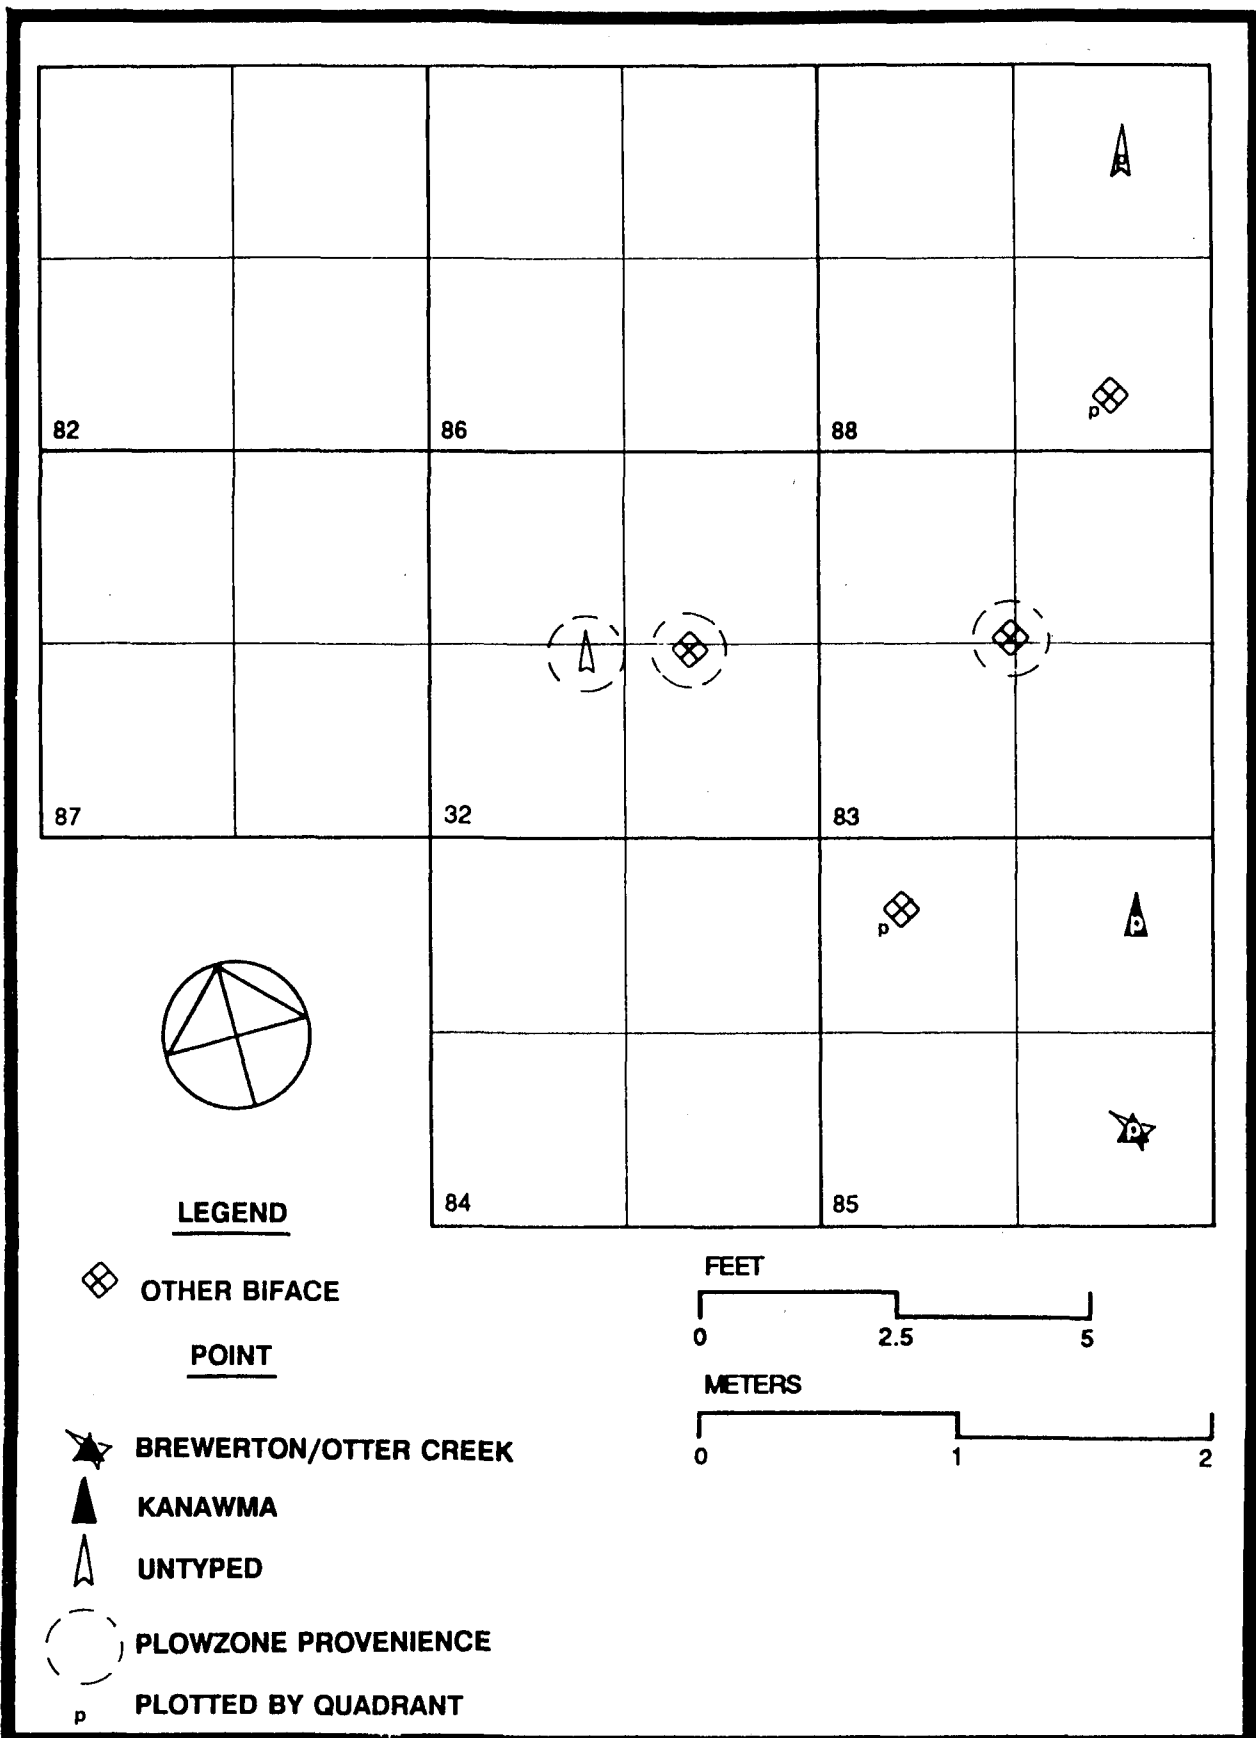 p
p
82 86 88
87 32 83
p
p
p
84 85
LEGEND
OTHER BIFACE
POINT
BREWERTON/OTTER CREEK
KANAWMA
UNTYPED
PLOWZONE PROVENIENCE
p PLOTTED BY QUADRANT
FEET
0 2.5 5
METERS
0 1 2